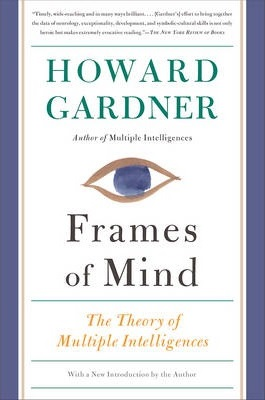 "Timely, wide-reaching and in many ways brilliant. . . . [Gardner's] effort to bring together
the data of neurology, exceptionality, development, and symbolic-cultural skills is not only
heroic but makes extremely evocative reading." —THE NEW YORK REVIEW OF BOOKS
HOWARD
GARDNER
Author of MULTIPLE INTELLIGENCES
Frames
of Mind
The Theory of
Multiple Intelligences
With a New Introduction by the Author